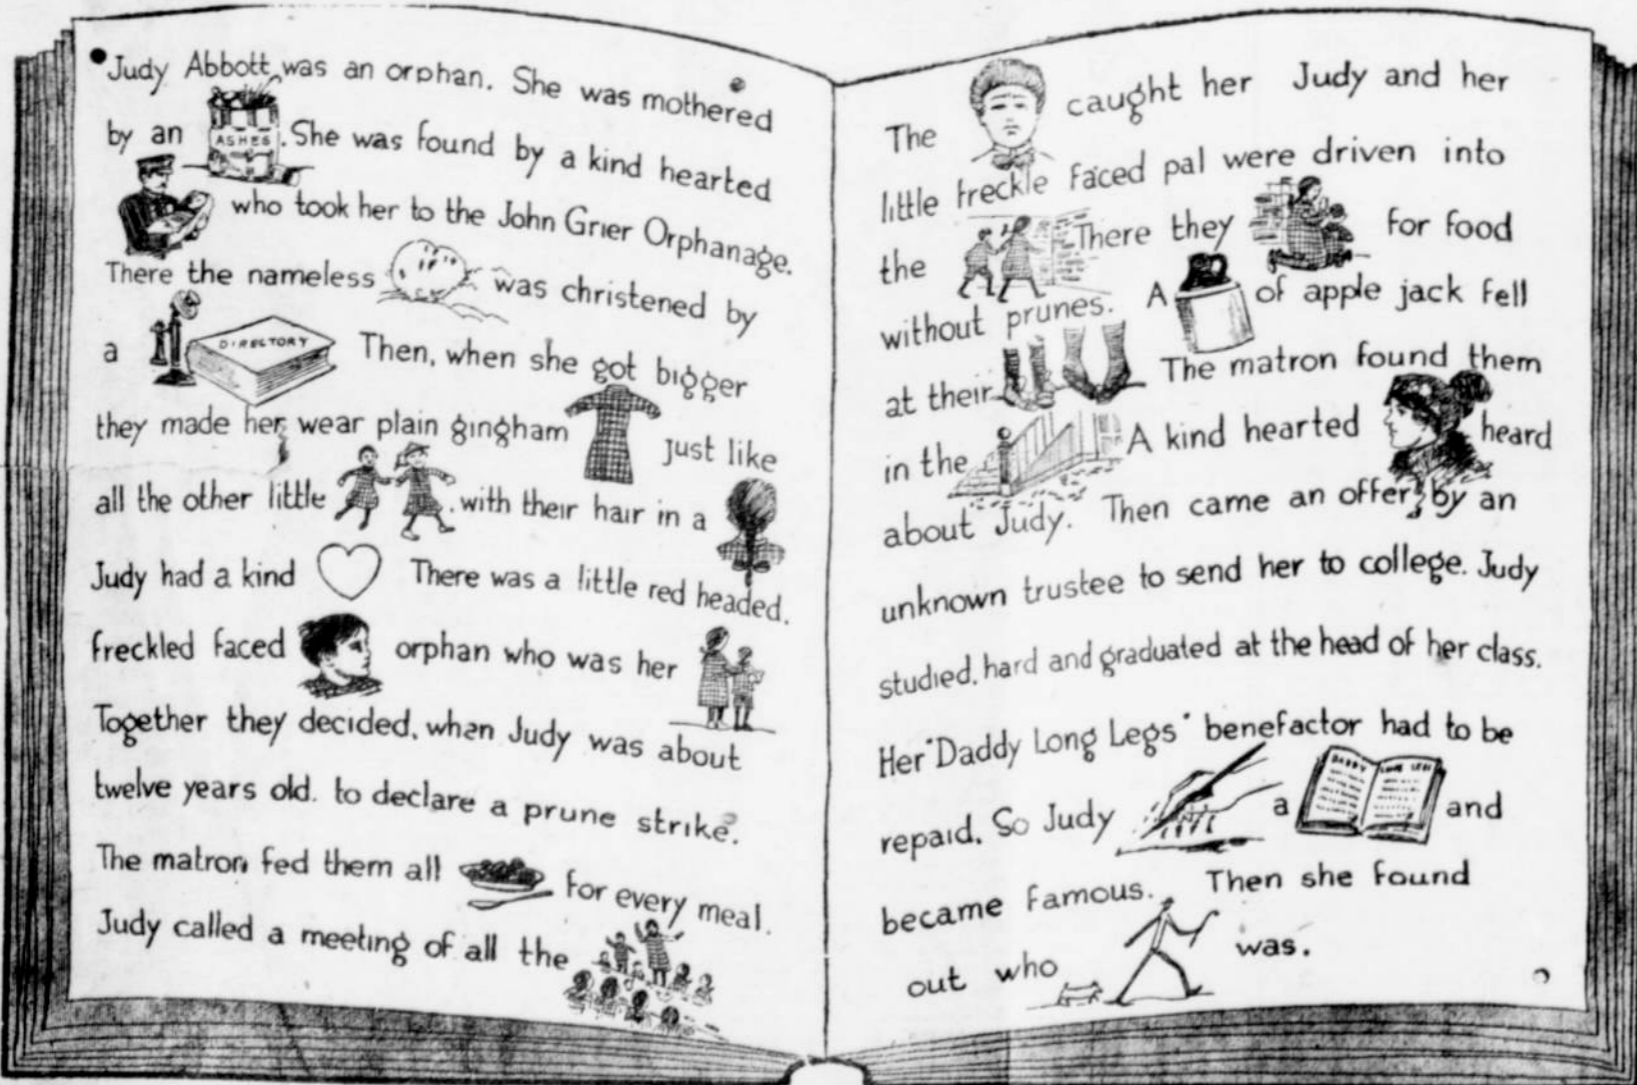 Judy Abbott was an orphan. She was mothered
by an ASHES. She was found by a kind hearted
who took her to the John Grier Orphanage.
There the nameless was christened by
a DIRECTORY Then, when she got bigger
they made her wear plain gingham just like
all the other little with their hair in a
Judy had a kind There was a little red headed.
freckled faced orphan who was her
Together they decided, when Judy was about
twelve years old. to declare a prune strike.
The matron fed them all for every meal.
Judy called a meeting of all the
The caught her Judy and her
little freckle faced pal were driven into
the There they for food
without prunes. A of apple jack fell
at their The matron found them
in the A kind hearted heard
about Judy. Then came an offer by an
unknown trustee to send her to college. Judy
studied, hard and graduated at the head of her class.
Her "Daddy Long Legs" benefactor had to be
repaid. So Judy a DADDY LONG LEGS and
became famous. Then she found
out who was.